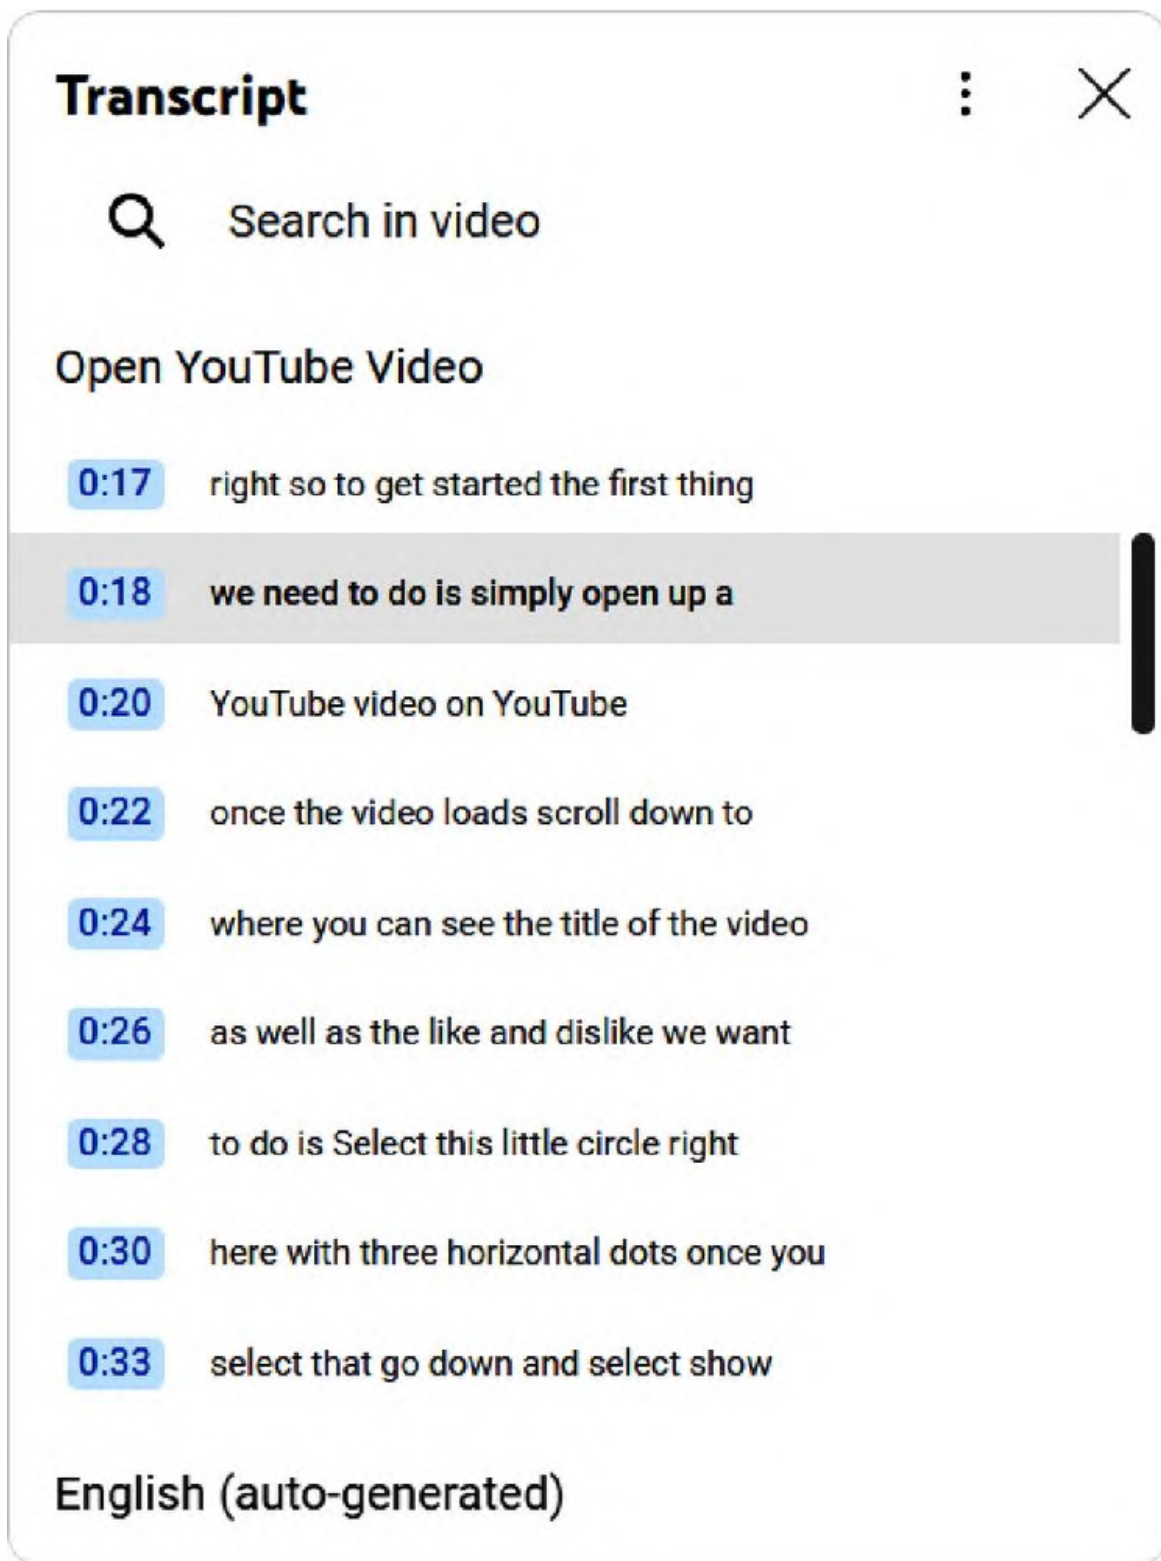 Transcript
Search in video
Open YouTube Video
0:17 right so to get started the first thing
0:18 we need to do is simply open up a
0:20 YouTube video on YouTube
0:22 once the video loads scroll down to
0:24 where you can see the title of the video
0:26 as well as the like and dislike we want
0:28 to do is Select this little circle right
0:30 here with three horizontal dots once you
0:33 select that go down and select show
English (auto-generated)